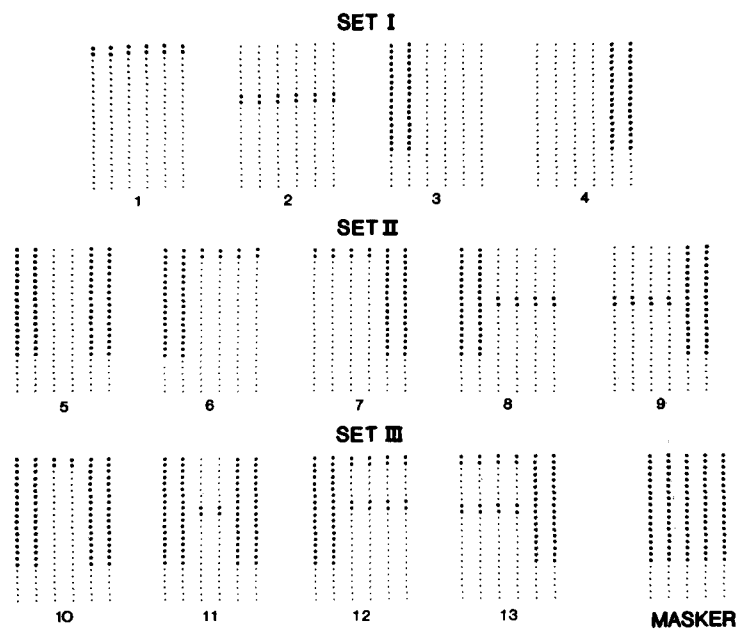 SET I
1 2 3 4
SET II
5 6 7 8 9
SET III
10 11 12 13 MASKER